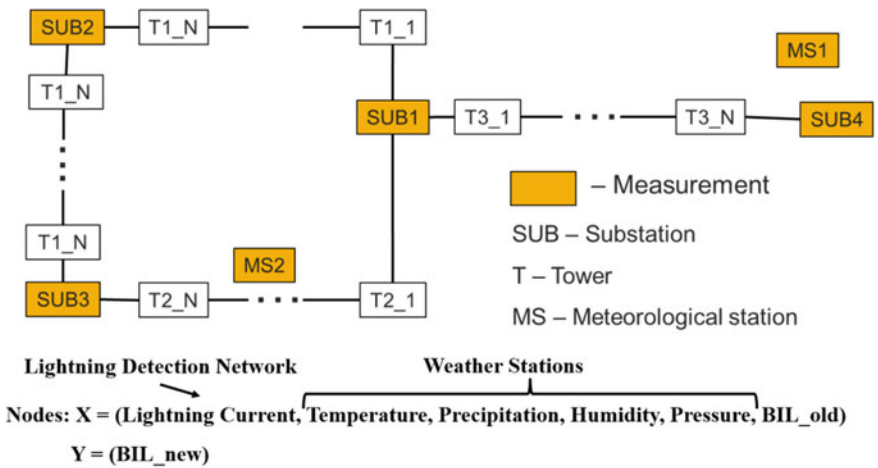 SUB2
T1_N
T1_1
MS1
T1_N
SUB1
T3_1
...
T3_N
SUB4
– Measurement
SUB – Substation
T1_N
MS2
T – Tower
SUB3
T2_N
...
T2_1
MS – Meteorological station
Lightning Detection Network
Weather Stations
Nodes: X = (Lightning Current, Temperature, Precipitation, Humidity, Pressure, BIL_old)
Y = (BIL_new)